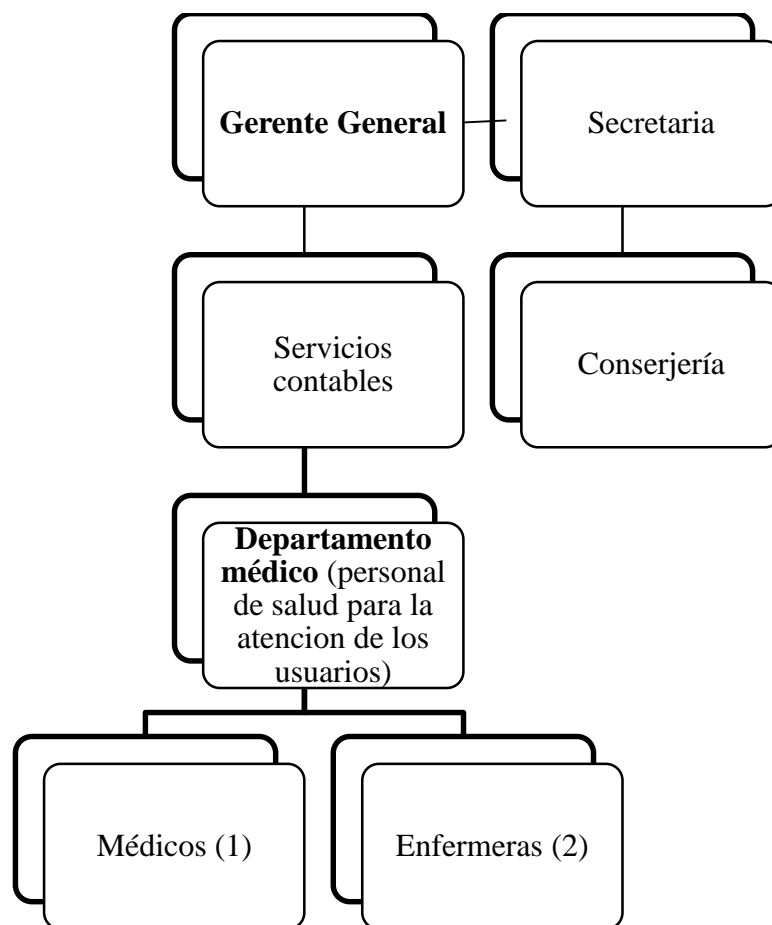 Gerente General
Secretaria
Servicios
contables
Conserjería
Departamento
médico (personal
de salud para la
atencion de los
usuarios)
Médicos (1)
Enfermeras (2)